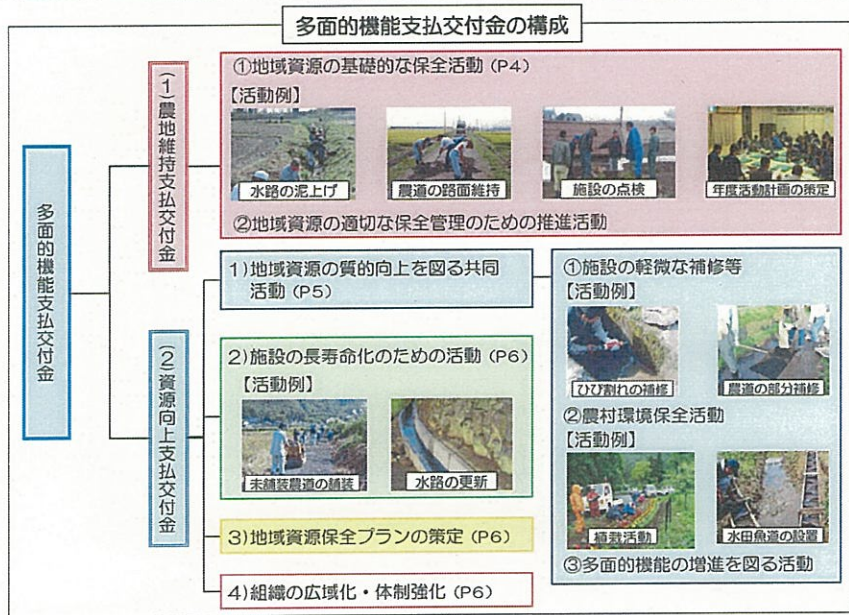 多面的機能支払交付金の構成
多面的機能支払交付金
(1)農地維持支払交付金
①地域資源の基礎的な保全活動(P4)
【活動例】
水路の泥上げ
農道の路面維持
施設の点検
年度活動計画の策定
②地域資源の適切な保全管理のための推進活動
(2)資源向上支払交付金
1)地域資源の質的向上を図る共同
活動(P5)
①施設の軽微な補修等
【活動例】
ひび割れの補修
農道の部分補修
②農村環境保全活動
【活動例】
植栽活動
水田魚道の設置
③多面的機能の増進を図る活動
2)施設の長寿命化のための活動(P6)
【活動例】
未舗装農道の舗装
水路の更新
3)地域資源保全プランの策定(P6)
4)組織の広域化・体制強化(P6)